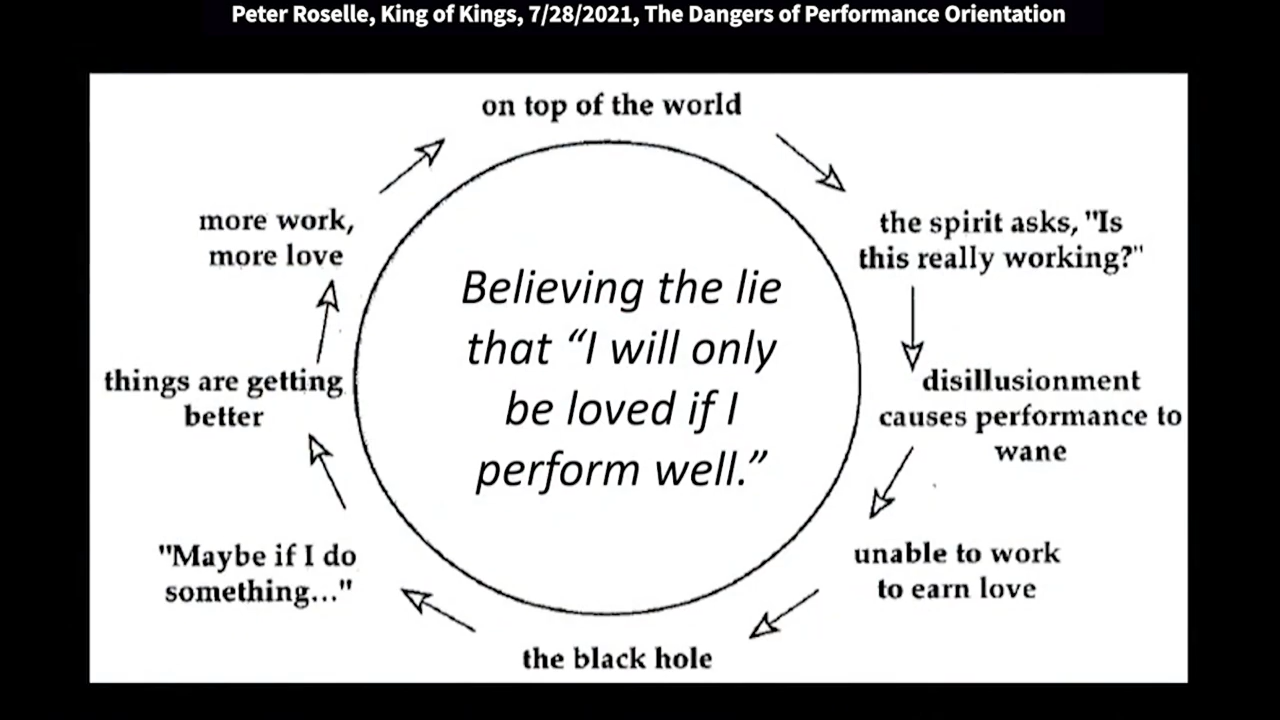 Peter Roselle, King of Kings, 7/28/2021, The Dangers of Performance Orientation
on top of the world
the spirit asks, "Is
this really working?"
disillusionment
causes performance to
wane
unable to work
to earn love
the black hole
"Maybe if I do
something..."
things are getting
better
more work,
more love
Believing the lie
that “I will only
be loved if I
perform well.”